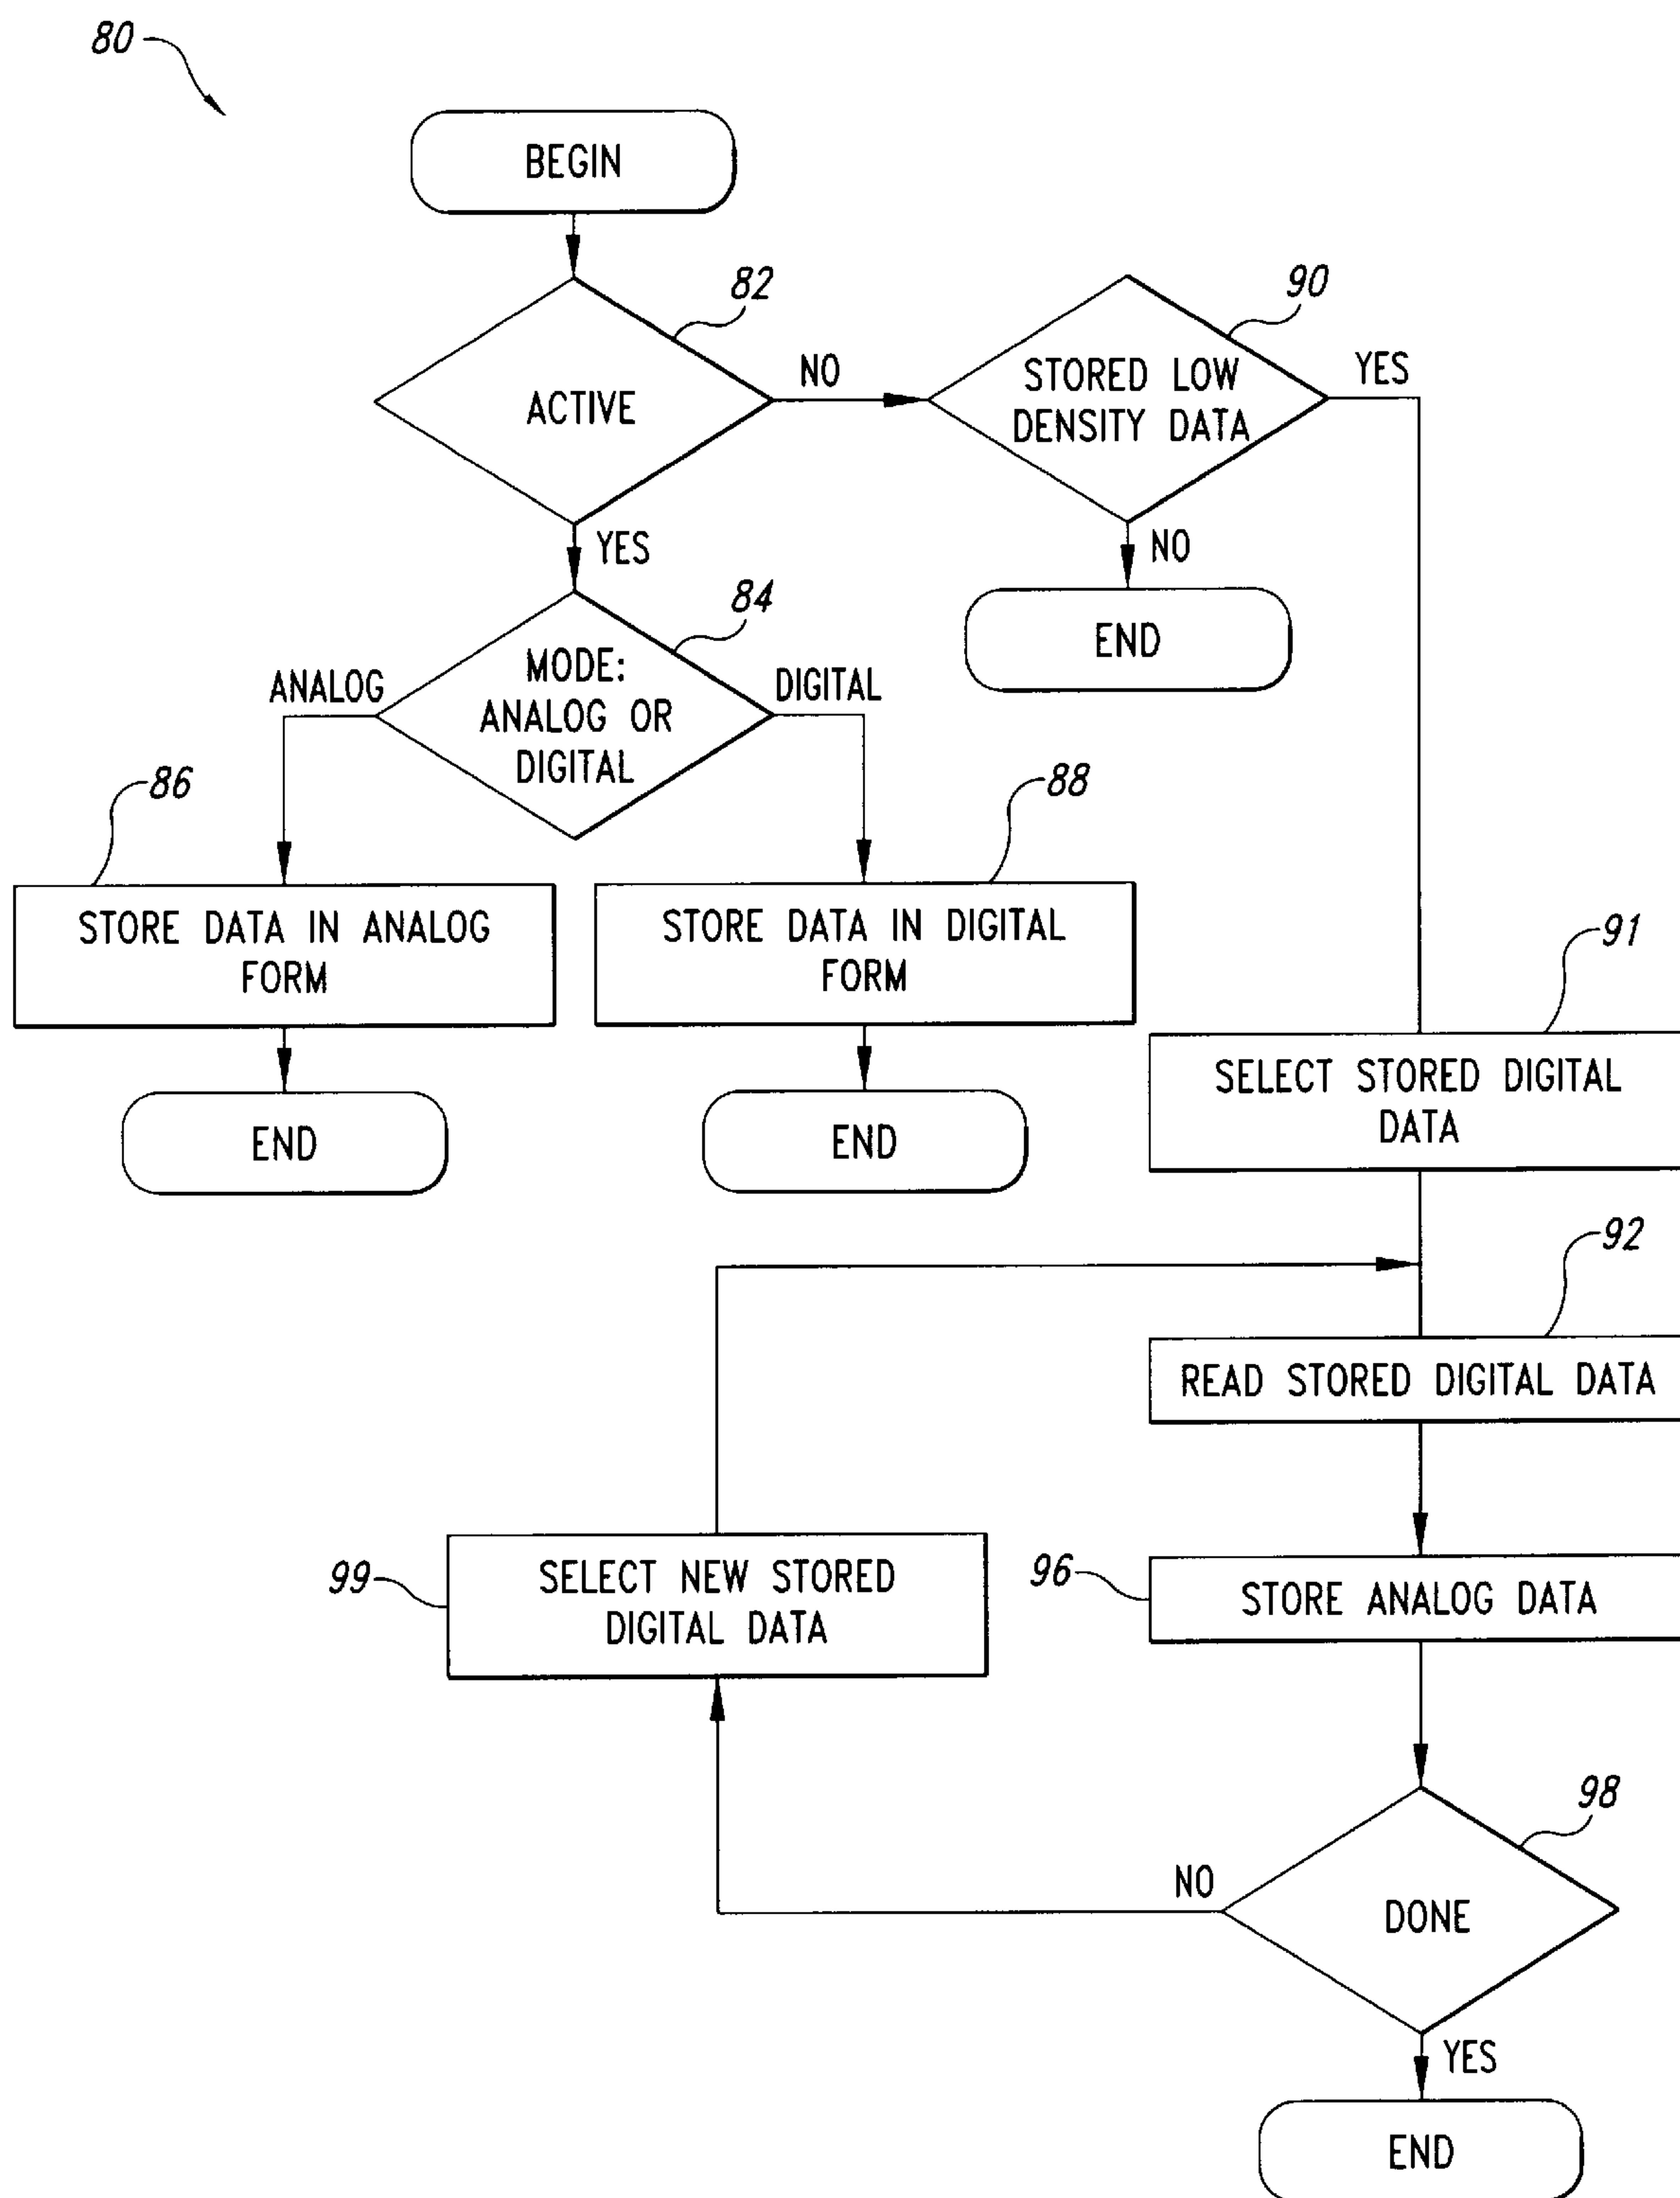 80
BEGIN
82
ACTIVE
NO
90
STORED LOW
DENSITY DATA
YES
NO
END
YES
84
MODE:
ANALOG OR
DIGITAL
ANALOG
DIGITAL
86
STORE DATA IN ANALOG
FORM
END
88
STORE DATA IN DIGITAL
FORM
END
91
SELECT STORED DIGITAL
DATA
92
READ STORED DIGITAL DATA
99
SELECT NEW STORED
DIGITAL DATA
96
STORE ANALOG DATA
98
DONE
NO
YES
END